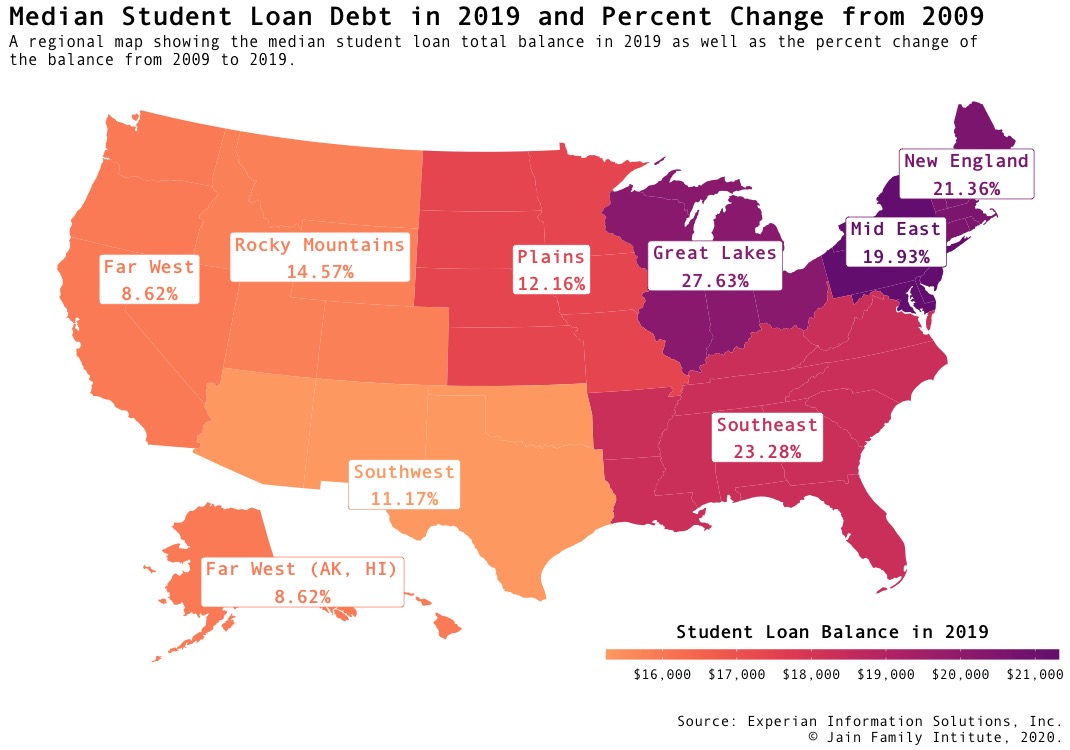 Median Student Loan Debt in 2019 and Percent Change from 2009
A regional map showing the median student loan total balance in 2019 as well as the percent change of
the balance from 2009 to 2019.
New England
21.36%
Mid East
19.93%
Rocky Mountains
14.57%
Far West
8.62%
Plains
12.16%
Great Lakes
27.63%
Southeast
23.28%
Southwest
11.17%
Far West (AK, HI)
8.62%
Student Loan Balance in 2019
$16,000 $17,000 $18,000 $19,000 $20,000 $21,000
Source: Experian Information Solutions, Inc.
© Jain Family Intitute, 2020.